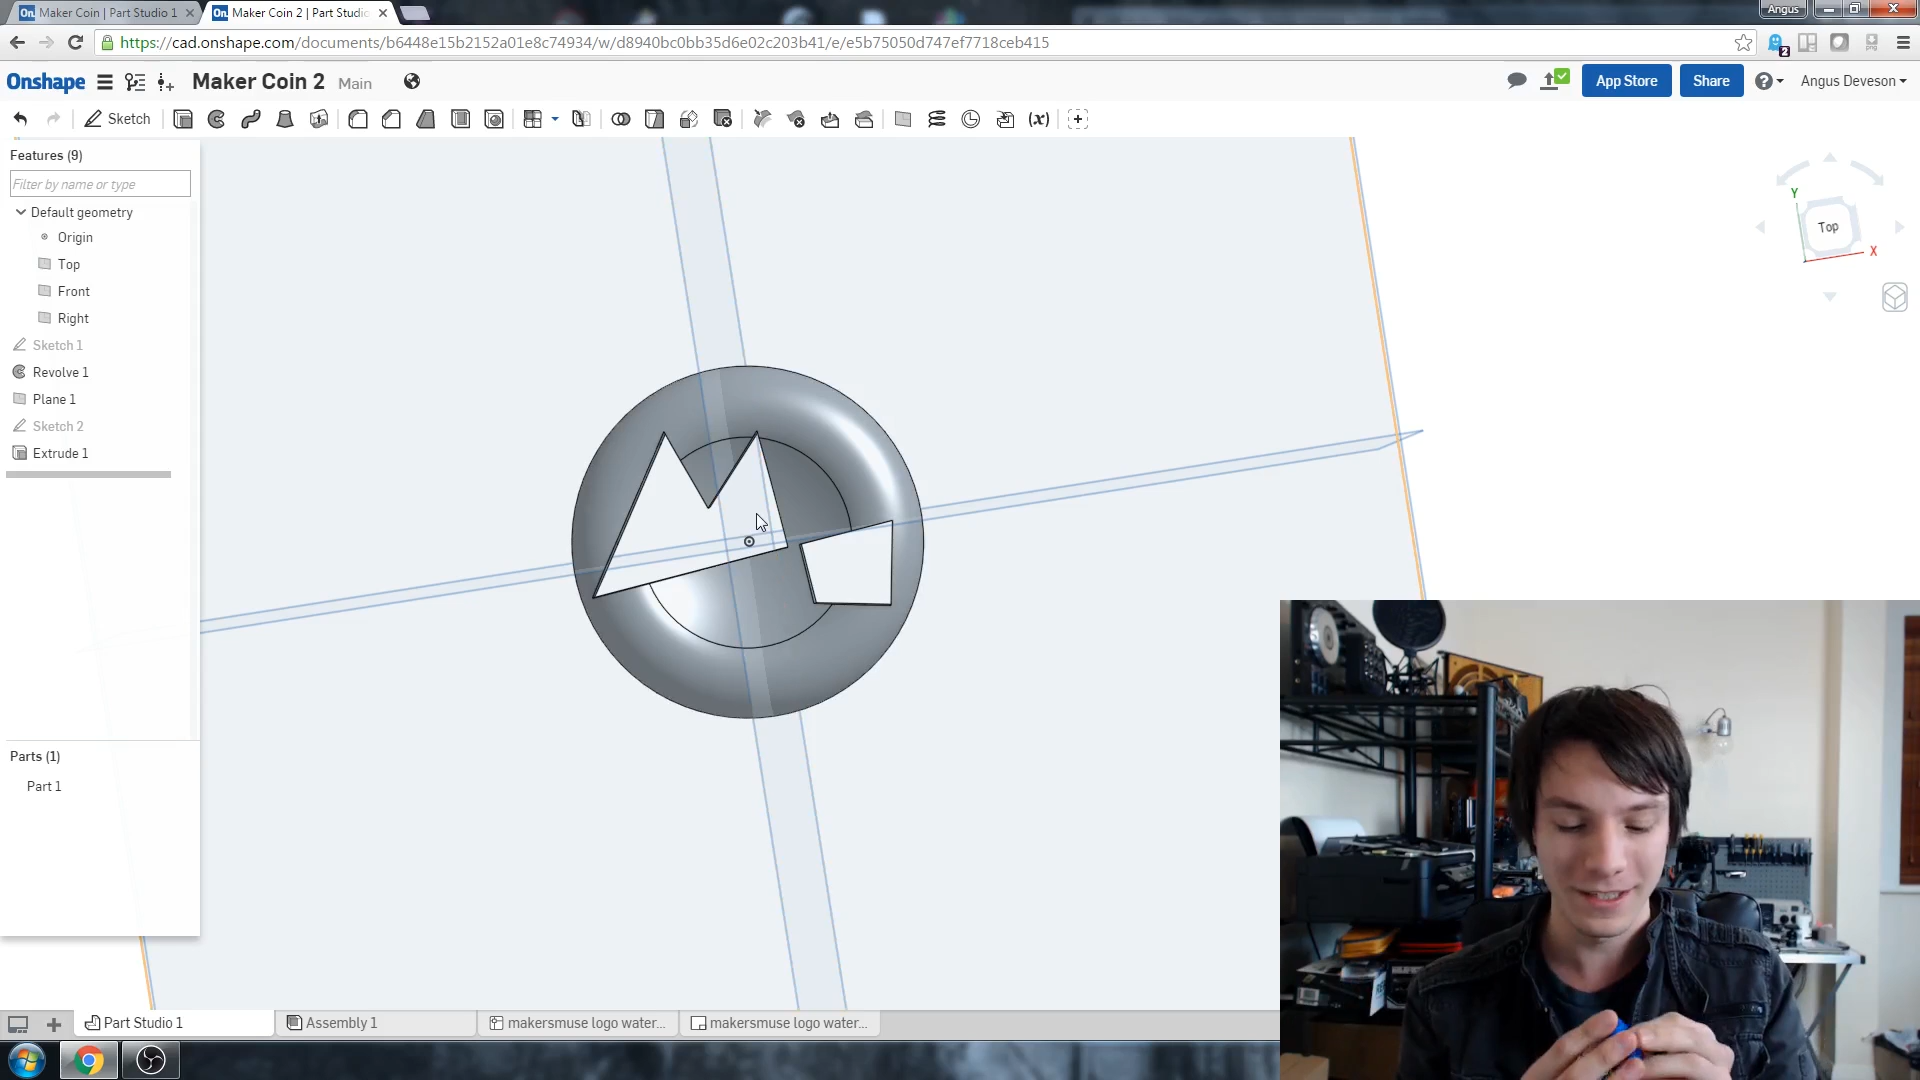 On. Maker Coin | Part Studio 1
On. Maker Coin 2 | Part Studio
Angus
https://cad.onshape.com/documents/b6448e15b2152a01e8c74934/w/d8940bc0bb35d6e02c203b41/e/e5b75050d747ef7718ceb415
2
Onshape
Maker Coin 2 Main
App Store
Share
Angus Deveson
Sketch
(x)
Features (9)
Filter by name or type
Default geometry
Origin
Top
Front
Right
Sketch 1
Revolve 1
Plane 1
Sketch 2
Extrude 1
Y
Top
X
Parts (1)
Part 1
Part Studio 1
Assembly 1
makersmuse logo water...
makersmuse logo water...